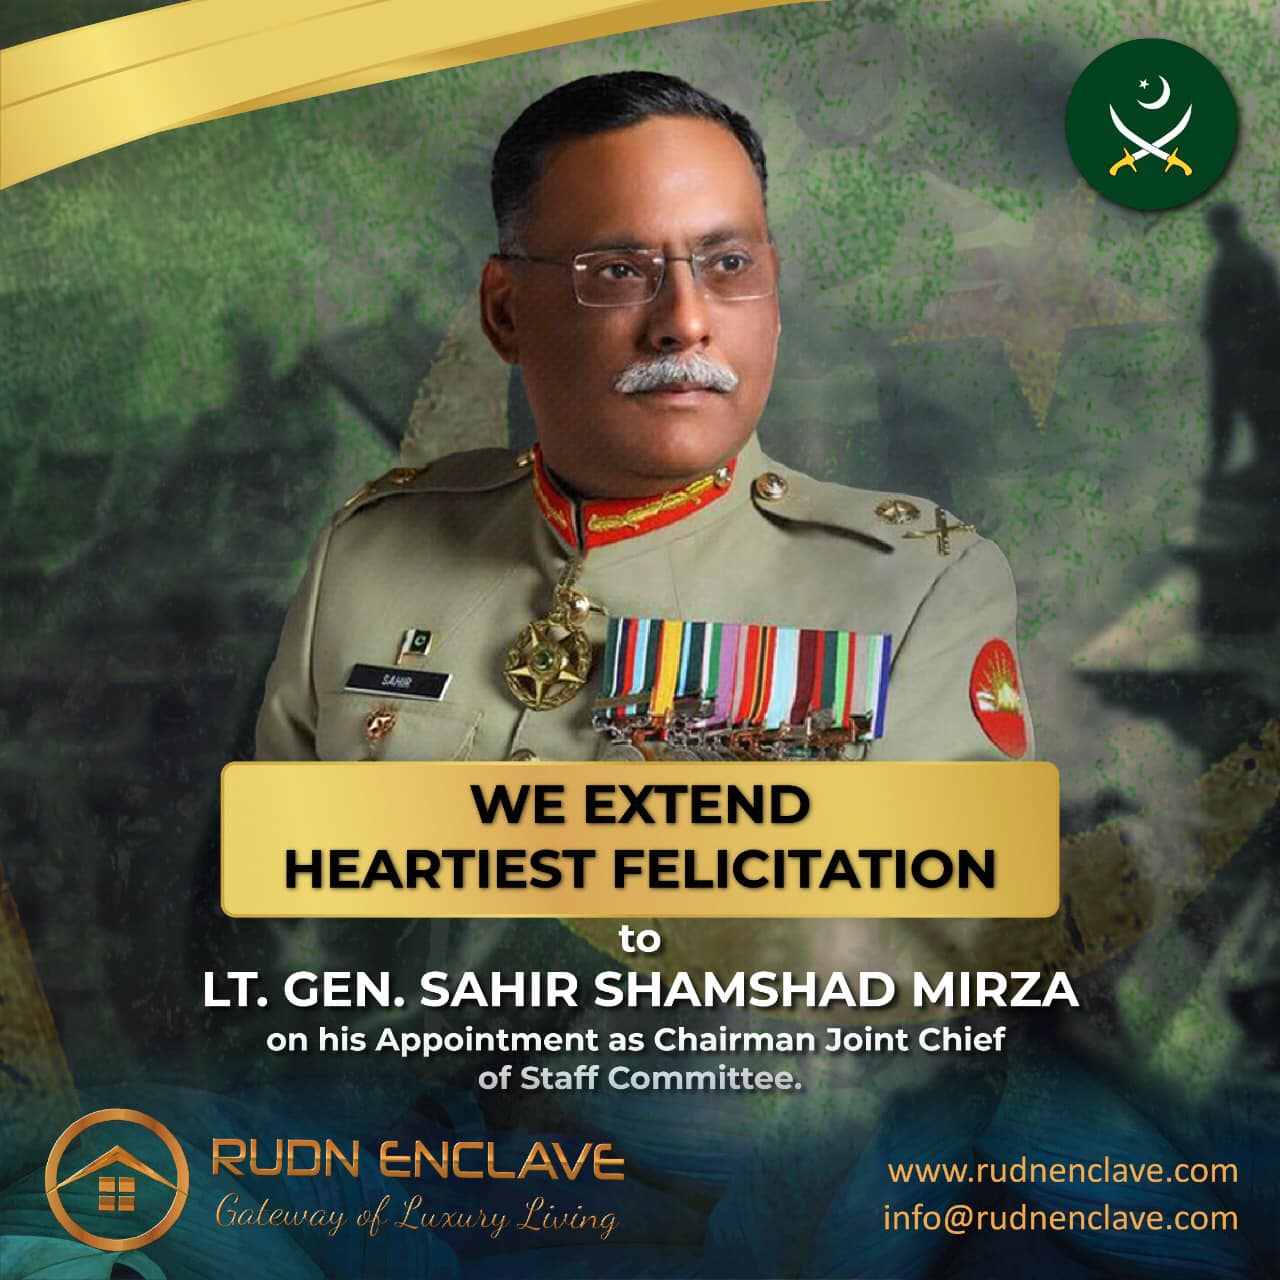 SAHIR
WE EXTEND
HEARTIEST FELICITATION
to
LT. GEN. SAHIR SHAMSHAD MIRZA
on his Appointment as Chairman Joint Chief
of Staff Committee.
RUDN ENCLAVE
Gateway of Luxury Living
www.rudnenclave.com
info@rudnenclave.com